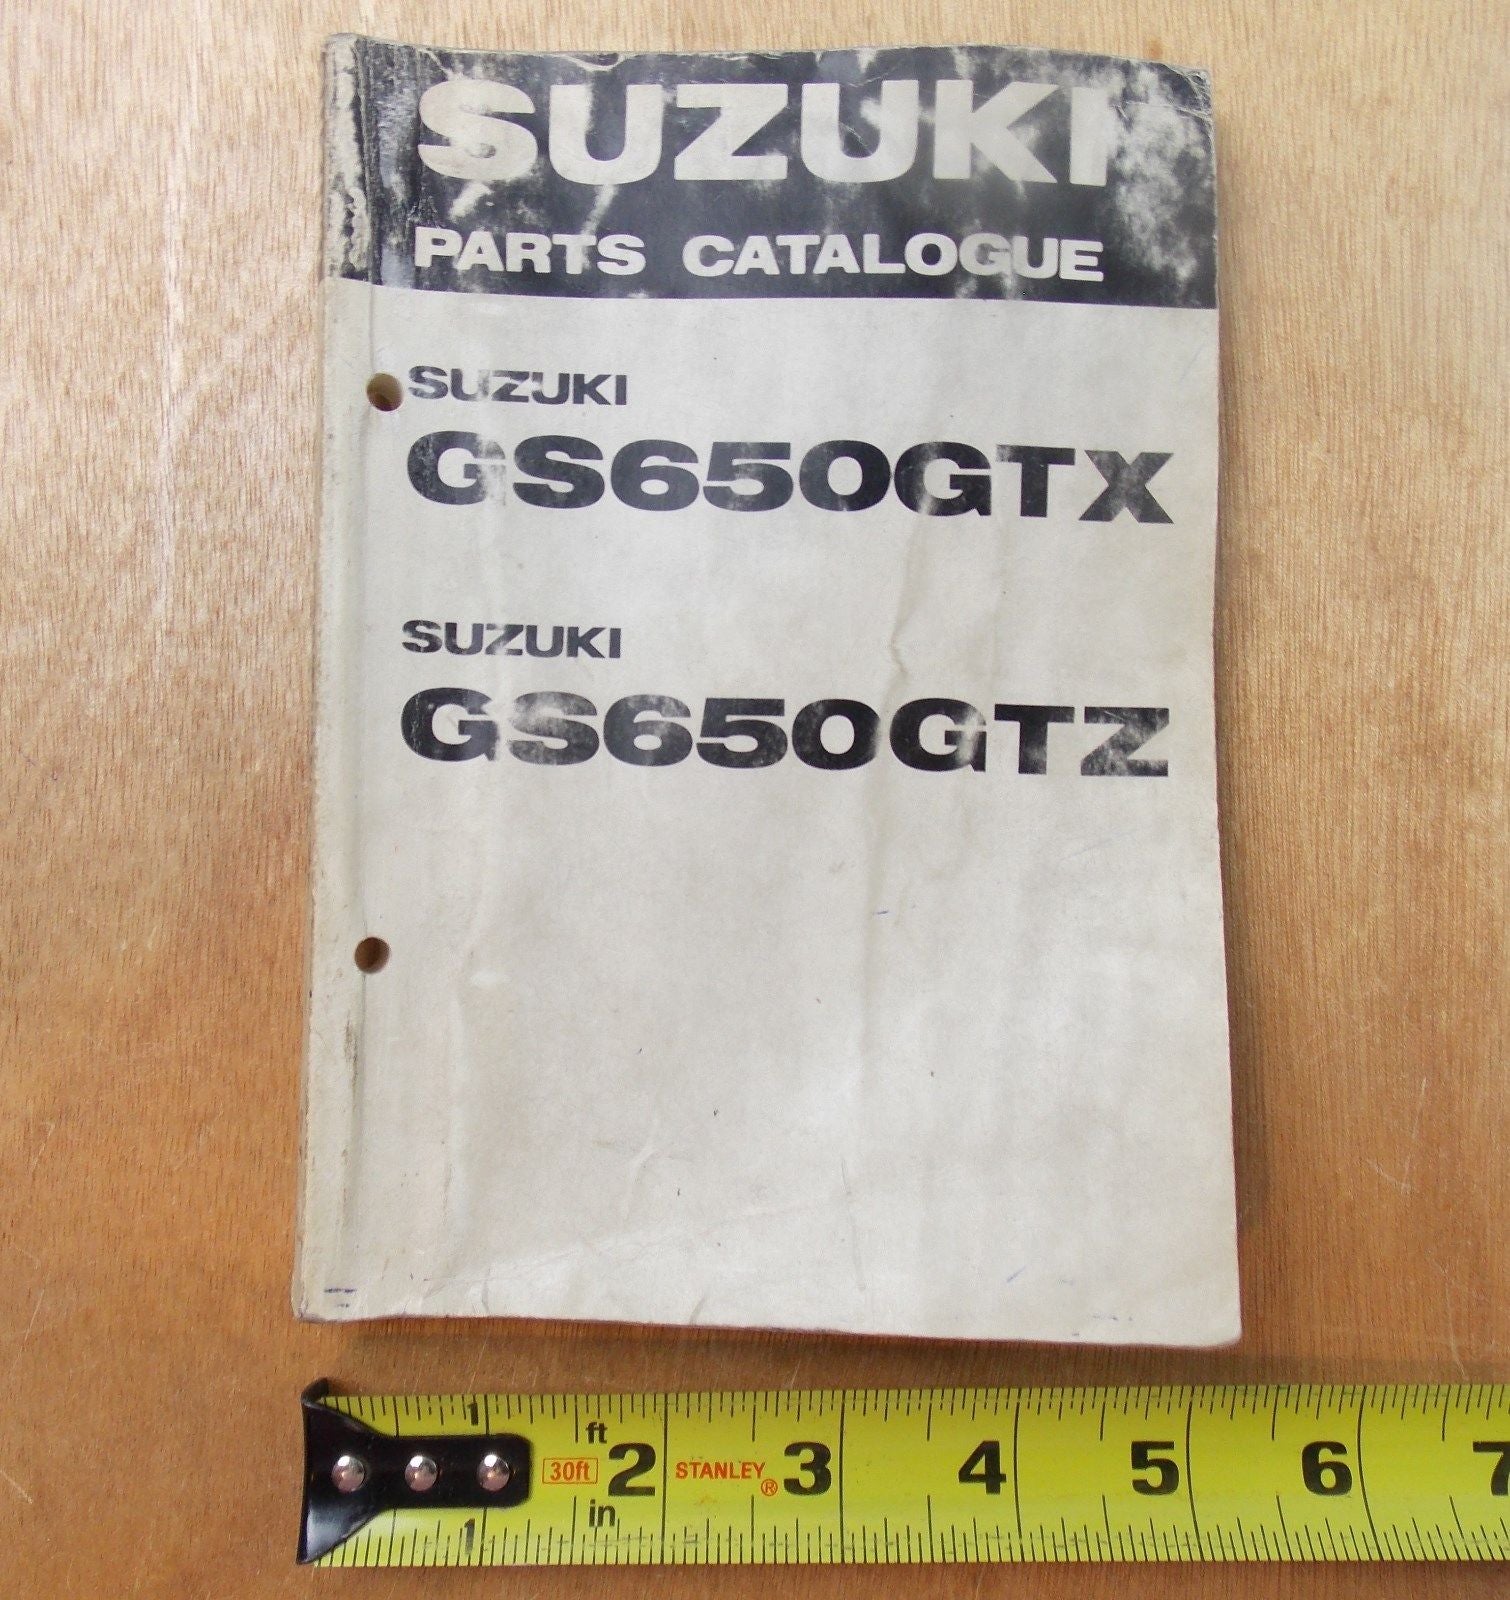 SUZUKI
PARTS CATALOGUE
SUZUKI
GS650GTX
SUZUKI
GS650GTZ
1 ft 2 3 4 5 6 7
30ft STANLEY®
1 in